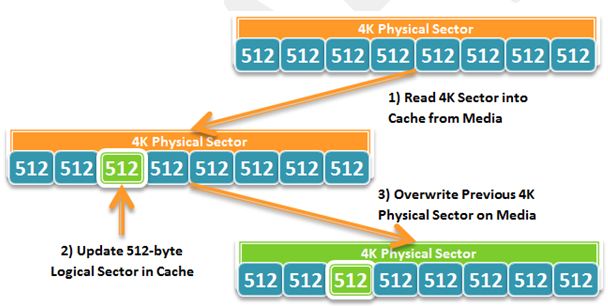 4K Physical Sector
512 512 512 512 512 512 512 512
1) Read 4K Sector into
Cache from Media
4K Physical Sector
512 512 512 512 512 512 512 512
3) Overwrite Previous 4K
Physical Sector on Media
2) Update 512-byte
Logical Sector in Cache
4K Physical Sector
512 512 512 512 512 512 512 512